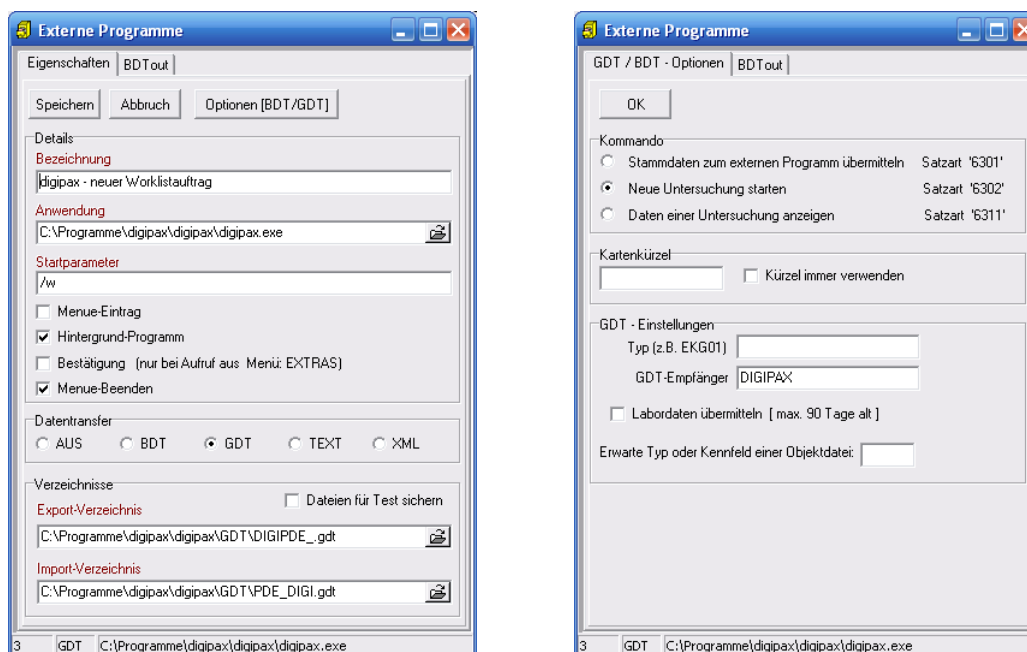 Externe Programme
Eigenschaften BDTout
Speichern Abbruch Optionen [BDT/GDT]
Details
Bezeichnung
digipax - neuer Worklistauftrag
Anwendung
C:\Programme\digipax\digipax\digipax.exe
Startparameter
/w
Menue-Eintrag
Hintergrund-Programm
Bestätigung (nur bei Aufruf aus Menü: EXTRAS)
Menue-Beenden
Datentransfer
AUS BDT GDT TEXT XML
Verzeichnisse
Dateien für Test sichern
Export-Verzeichnis
C:\Programme\digipax\digipax\GDT\DIGIPDE_.gdt
Import-Verzeichnis
C:\Programme\digipax\digipax\GDT\PDE_DIGI.gdt
3 GDT C:\Programme\digipax\digipax\digipax.exe
Externe Programme
GDT / BDT - Optionen BDTout
OK
Kommando
Stammdaten zum externen Programm übermitteln Satzart '6301'
Neue Untersuchung starten Satzart '6302'
Daten einer Untersuchung anzeigen Satzart '6311'
Kartenkürzel
Kürzel immer verwenden
GDT - Einstellungen
Typ (z.B. EKG01)
GDT-Empfänger DIGIPAX
Labordaten übermitteln [ max. 90 Tage alt ]
Erwarte Typ oder Kennfeld einer Objektdatei:
3 GDT C:\Programme\digipax\digipax\digipax.exe